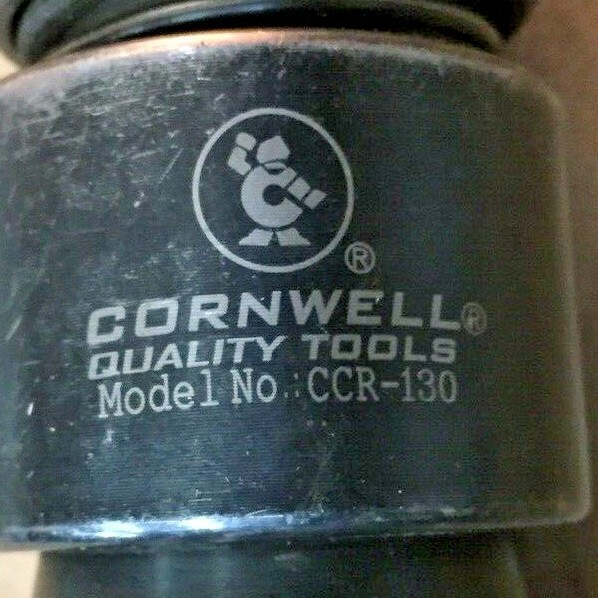 ®
CORNWELL®
QUALITY TOOLS
Model No.:CCR-130